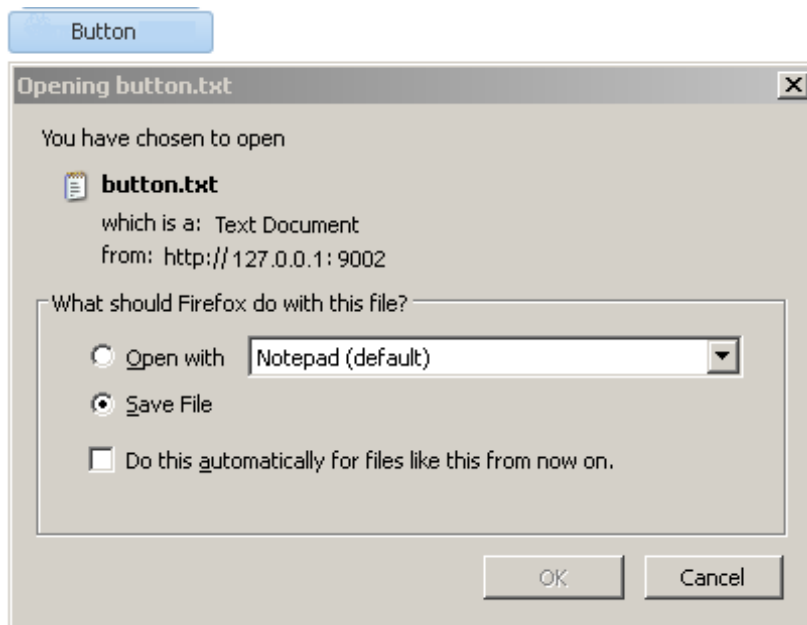 Button
Opening button.txt
You have chosen to open
button.txt
which is a: Text Document
from: http://127.0.0.1:9002
What should Firefox do with this file?
Open with Notepad (default)
Save File
Do this automatically for files like this from now on.
OK Cancel